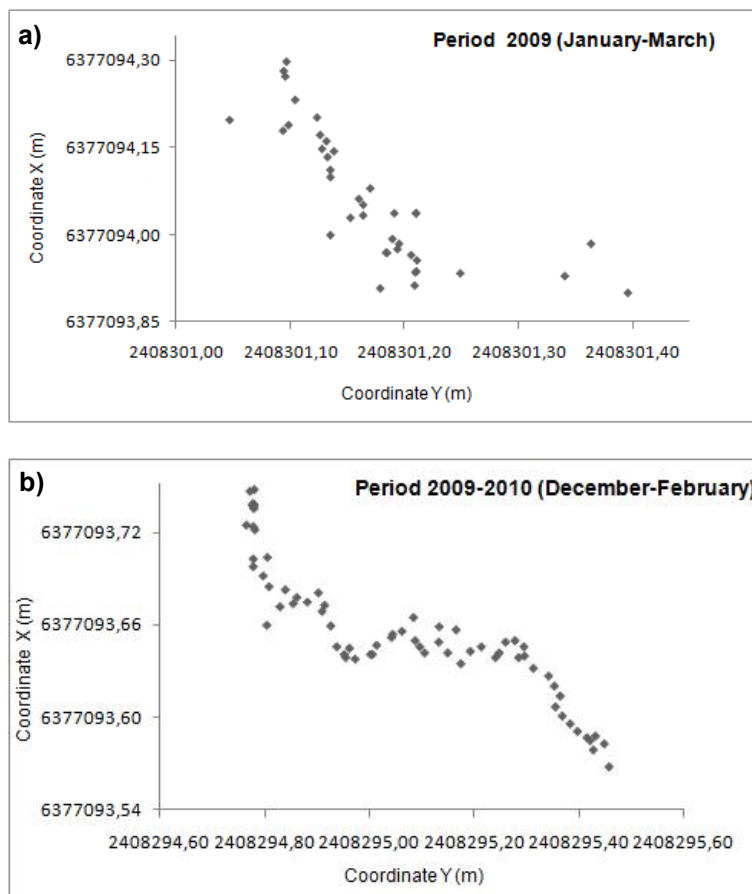 a)
Period 2009 (January-March)
6377094,30
6377094,15
6377094,00
6377093,85
Coordinate X (m)
2408301,00 2408301,10 2408301,20 2408301,30 2408301,40
Coordinate Y (m)
b)
Period 2009-2010 (December-February)
6377093,72
6377093,66
6377093,60
6377093,54
Coordinate X (m)
2408294,60 2408294,80 2408295,00 2408295,20 2408295,40 2408295,60
Coordinate Y (m)